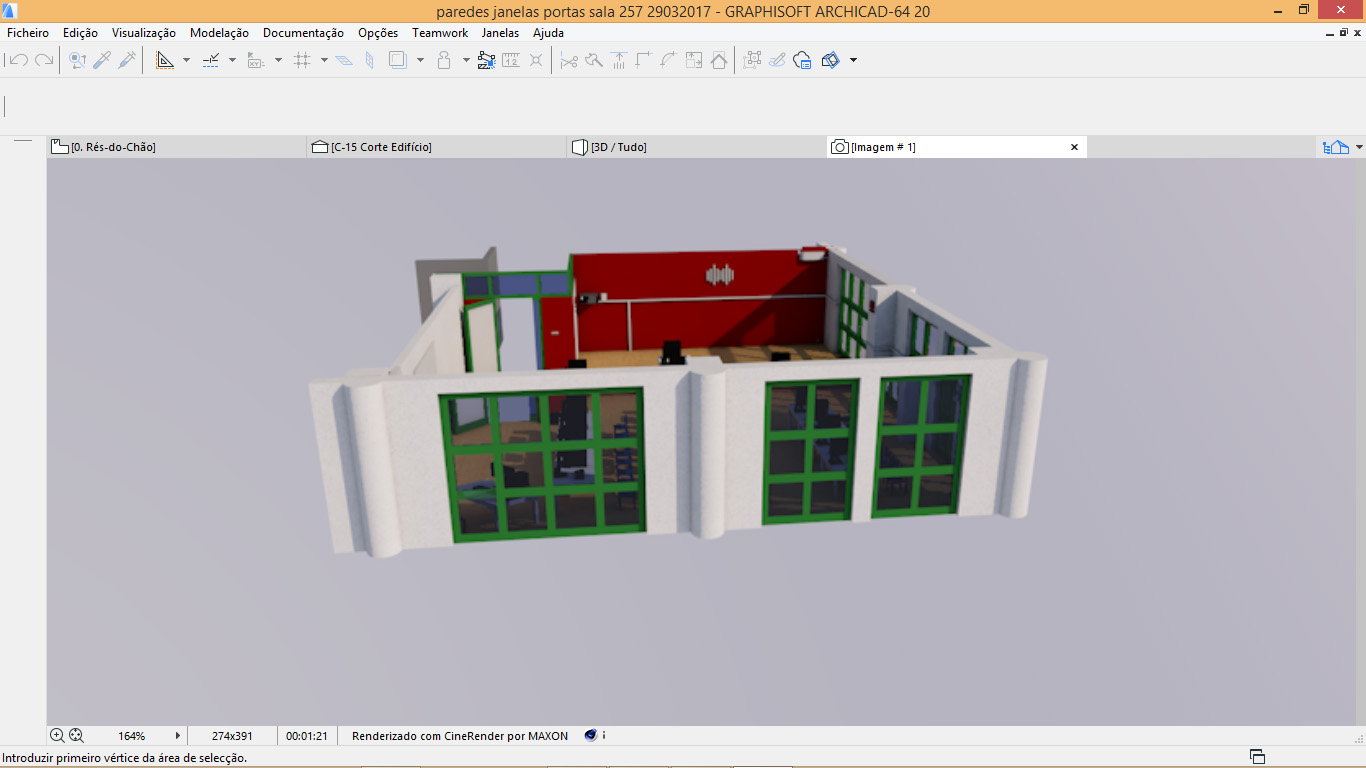 paredes janelas portas sala 257 29032017 - GRAPHISOFT ARCHICAD-64 20
Ficheiro Edição Visualização Modelação Documentação Opções Teamwork Janelas Ajuda
[0. Rés-do-Chão] [C-15 Corte Edifício] [3D / Tudo] [Imagem # 1]
164% 274x391 00:01:21 Renderizado com CineRender por MAXON i
Introduzir primeiro vértice da área de selecção.